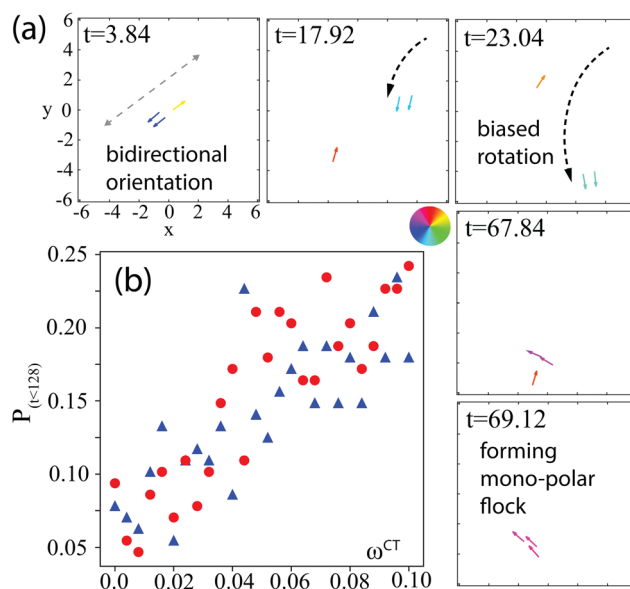 (a)
t=3.84
t=17.92
t=23.04
6
4
2
y 0
-2
-4
-6
bidirectional
orientation
biased
rotation
-6 -4 -2 0 2 4 6
x
t=67.84
(b)
0.25
0.20
0.15
0.10
0.05
P(t<128)
ωCT
0.0 0.02 0.04 0.06 0.08 0.10
t=69.12
forming
mono-polar
flock